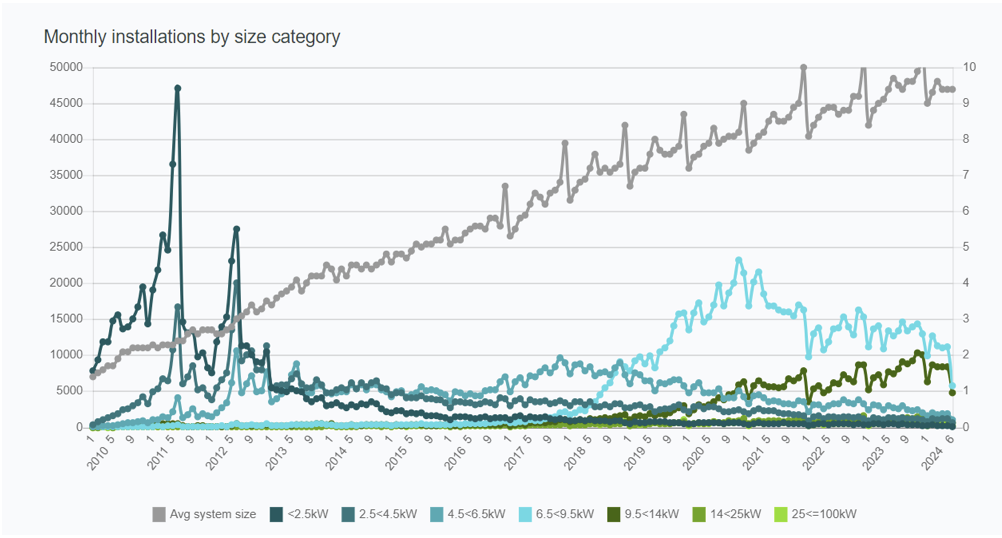 Monthly installations by size category
50000 10
45000 9
40000 8
35000 7
30000 6
25000 5
20000 4
15000 3
10000 2
5000 1
0 0
1 5 9 1 5 9 1 5 9 1 5 9 1 5 9 1 5 9 1 5 9 1 5 9 1 5 9 1 5 9 1 5 9 1 5 9 1 5 9 1 5 9 1 6
2010 2011 2012 2013 2014 2015 2016 2017 2018 2019 2020 2021 2022 2023 2024
Avg system size <2.5kW 2.5<4.5kW 4.5<6.5kW 6.5<9.5kW 9.5<14kW 14<25kW 25<=100kW